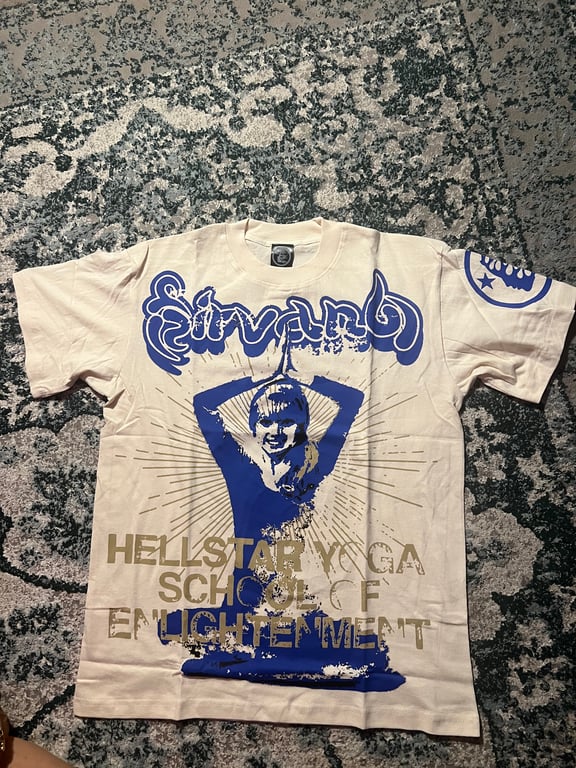 Nirvana
HELLSTAR YOGA
SCHOOL OF
ENLIGHTENMENT